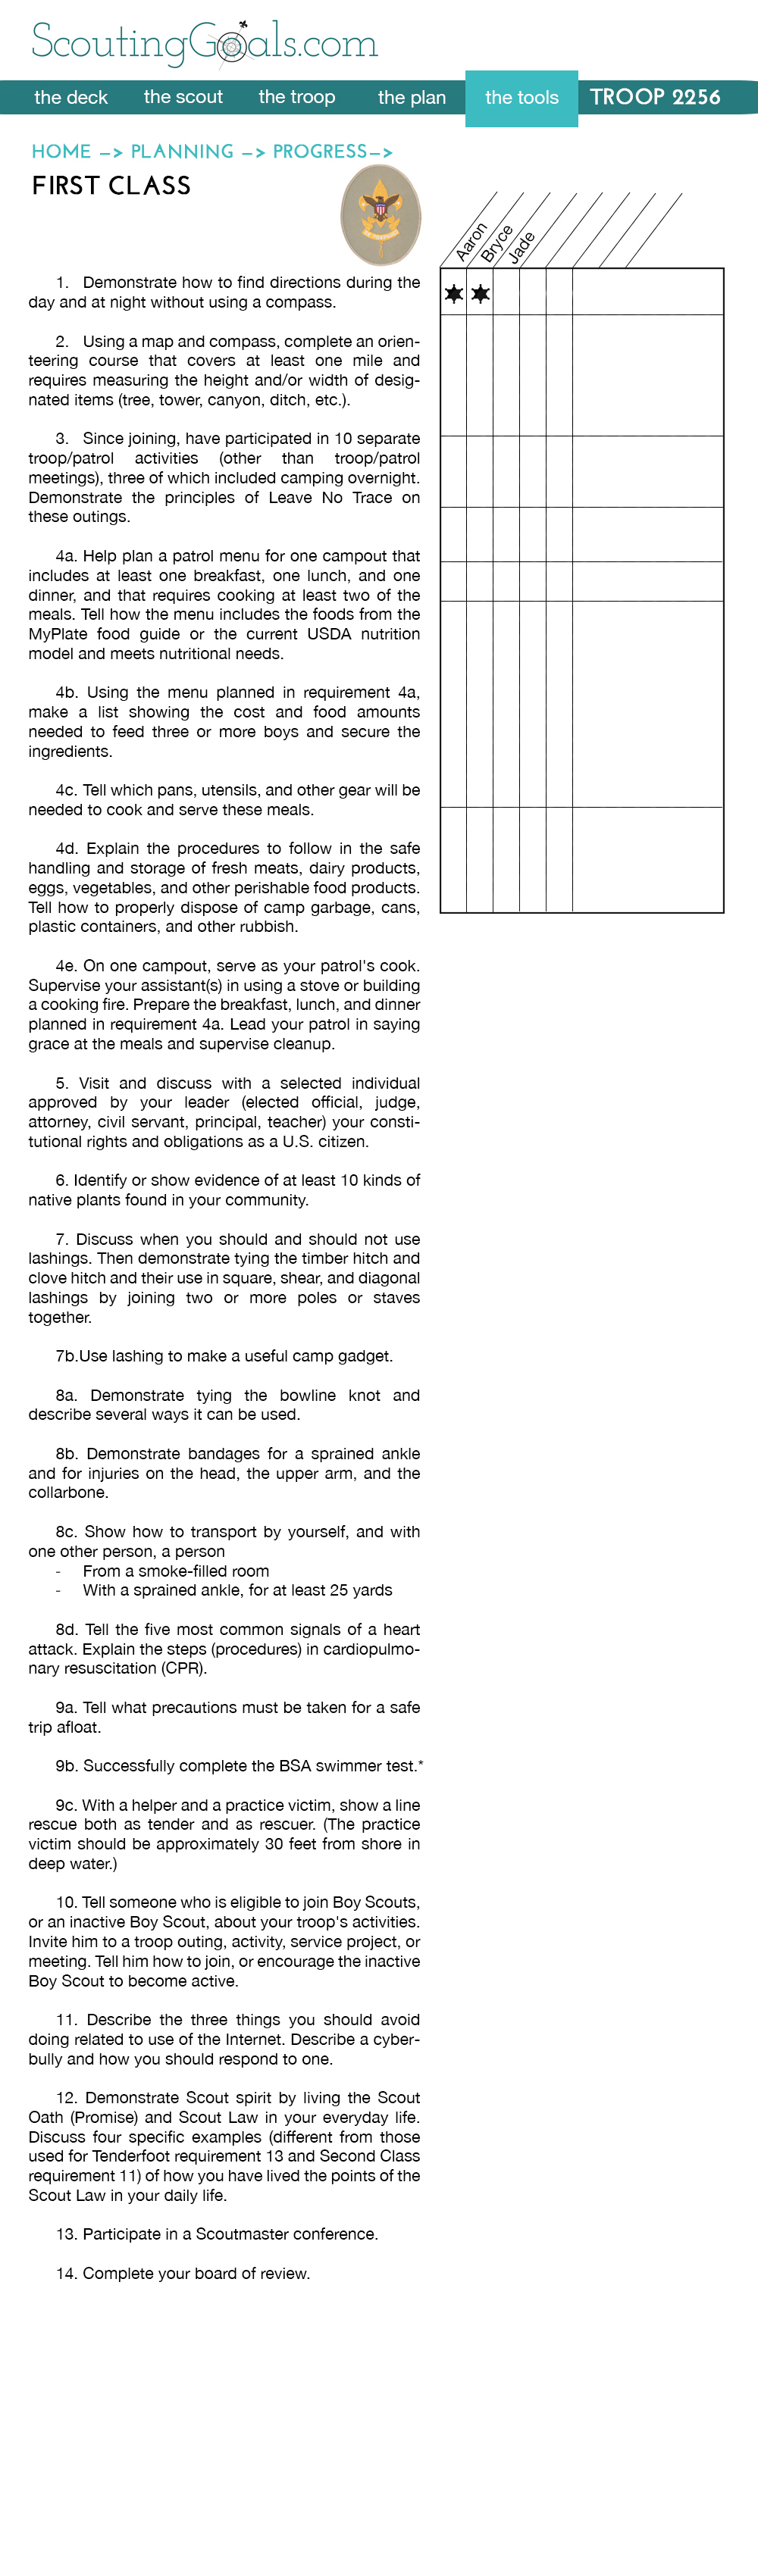 ScoutingGoals.com
the deck the scout the troop the plan the tools TROOP 2256
HOME –> PLANNING –> PROGRESS–>
FIRST CLASS
Aaron
Bryce
Jade
1. Demonstrate how to find directions during the
day and at night without using a compass.
2. Using a map and compass, complete an orien-
teering course that covers at least one mile and
requires measuring the height and/or width of desig-
nated items (tree, tower, canyon, ditch, etc.).
3. Since joining, have participated in 10 separate
troop/patrol activities (other than troop/patrol
meetings), three of which included camping overnight.
Demonstrate the principles of Leave No Trace on
these outings.
4a. Help plan a patrol menu for one campout that
includes at least one breakfast, one lunch, and one
dinner, and that requires cooking at least two of the
meals. Tell how the menu includes the foods from the
MyPlate food guide or the current USDA nutrition
model and meets nutritional needs.
4b. Using the menu planned in requirement 4a,
make a list showing the cost and food amounts
needed to feed three or more boys and secure the
ingredients.
4c. Tell which pans, utensils, and other gear will be
needed to cook and serve these meals.
4d. Explain the procedures to follow in the safe
handling and storage of fresh meats, dairy products,
eggs, vegetables, and other perishable food products.
Tell how to properly dispose of camp garbage, cans,
plastic containers, and other rubbish.
4e. On one campout, serve as your patrol's cook.
Supervise your assistant(s) in using a stove or building
a cooking fire. Prepare the breakfast, lunch, and dinner
planned in requirement 4a. Lead your patrol in saying
grace at the meals and supervise cleanup.
5. Visit and discuss with a selected individual
approved by your leader (elected official, judge,
attorney, civil servant, principal, teacher) your consti-
tutional rights and obligations as a U.S. citizen.
6. Identify or show evidence of at least 10 kinds of
native plants found in your community.
7. Discuss when you should and should not use
lashings. Then demonstrate tying the timber hitch and
clove hitch and their use in square, shear, and diagonal
lashings by joining two or more poles or staves
together.
7b.Use lashing to make a useful camp gadget.
8a. Demonstrate tying the bowline knot and
describe several ways it can be used.
8b. Demonstrate bandages for a sprained ankle
and for injuries on the head, the upper arm, and the
collarbone.
8c. Show how to transport by yourself, and with
one other person, a person
- From a smoke-filled room
- With a sprained ankle, for at least 25 yards
8d. Tell the five most common signals of a heart
attack. Explain the steps (procedures) in cardiopulmo-
nary resuscitation (CPR).
9a. Tell what precautions must be taken for a safe
trip afloat.
9b. Successfully complete the BSA swimmer test.*
9c. With a helper and a practice victim, show a line
rescue both as tender and as rescuer. (The practice
victim should be approximately 30 feet from shore in
deep water.)
10. Tell someone who is eligible to join Boy Scouts,
or an inactive Boy Scout, about your troop's activities.
Invite him to a troop outing, activity, service project, or
meeting. Tell him how to join, or encourage the inactive
Boy Scout to become active.
11. Describe the three things you should avoid
doing related to use of the Internet. Describe a cyber-
bully and how you should respond to one.
12. Demonstrate Scout spirit by living the Scout
Oath (Promise) and Scout Law in your everyday life.
Discuss four specific examples (different from those
used for Tenderfoot requirement 13 and Second Class
requirement 11) of how you have lived the points of the
Scout Law in your daily life.
13. Participate in a Scoutmaster conference.
14. Complete your board of review.